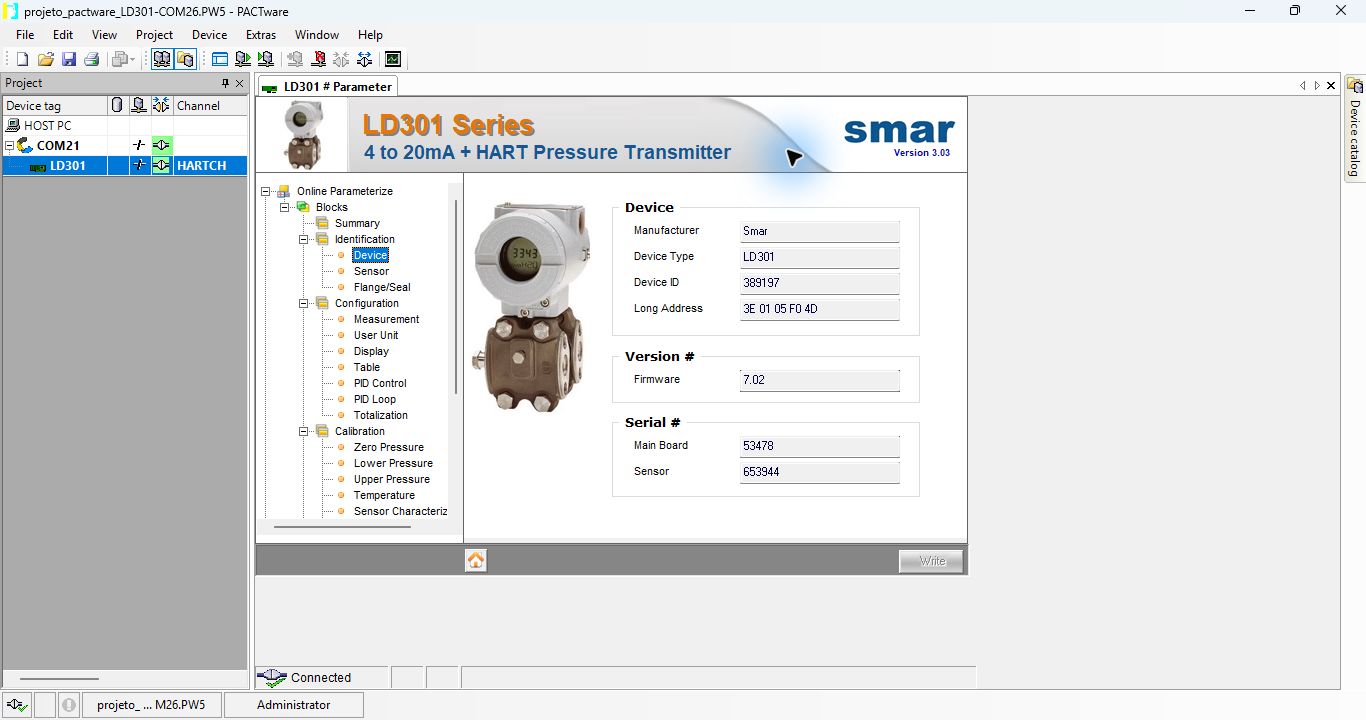 projeto_pactware_LD301-COM26.PW5 - PACTware
File Edit View Project Device Extras Window Help
Project
LD301 # Parameter
Device tag Channel
HOST PC
COM21
LD301 HARTCH
LD301 Series
4 to 20mA + HART Pressure Transmitter
smar
Version 3.03
Device catalog
Online Parameterize
Blocks
Summary
Identification
Device
Sensor
Flange/Seal
Configuration
Measurement
User Unit
Display
Table
PID Control
PID Loop
Totalization
Calibration
Zero Pressure
Lower Pressure
Upper Pressure
Temperature
Sensor Characteriz
3343
Device
Manufacturer Smar
Device Type LD301
Device ID 389197
Long Address 3E 01 05 F0 4D
Version #
Firmware 7.02
Serial #
Main Board 53478
Sensor 653944
Write
Connected
projeto_ ... M26.PW5 Administrator